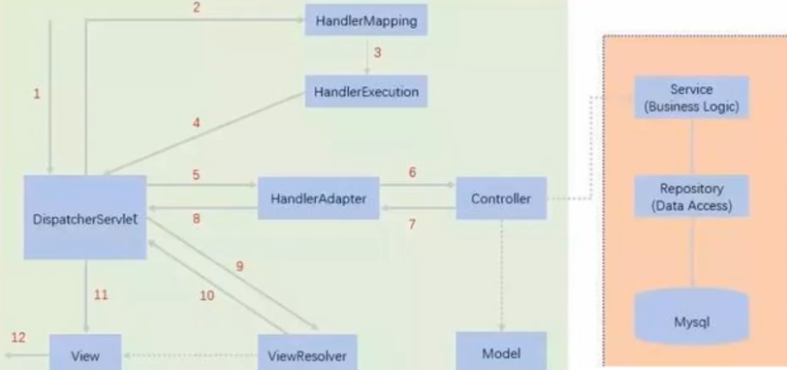 2
HandlerMapping
3
1
HandlerExecution
Service
(Business Logic)
4
5
6
DispatcherServlet
HandlerAdapter
Controller
Repository
(Data Access)
8
7
9
11
10
Mysql
12
View
ViewResolver
Model